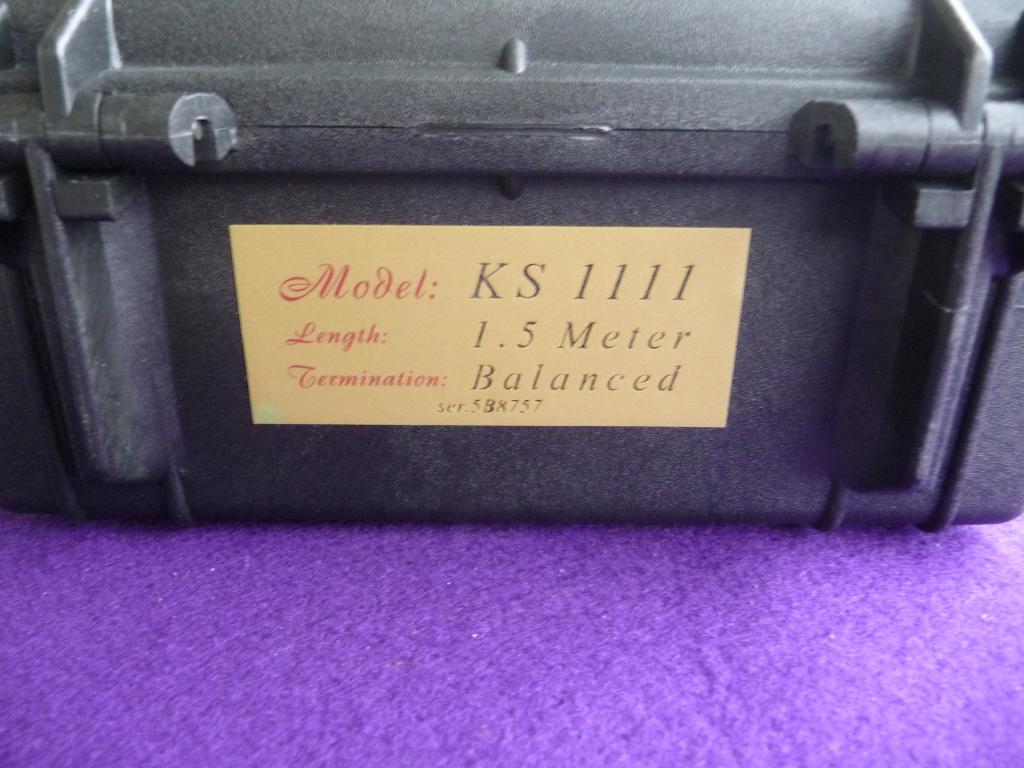 Model: KS 1111
Length: 1.5 Meter
Termination: Balanced
ser.5B8757